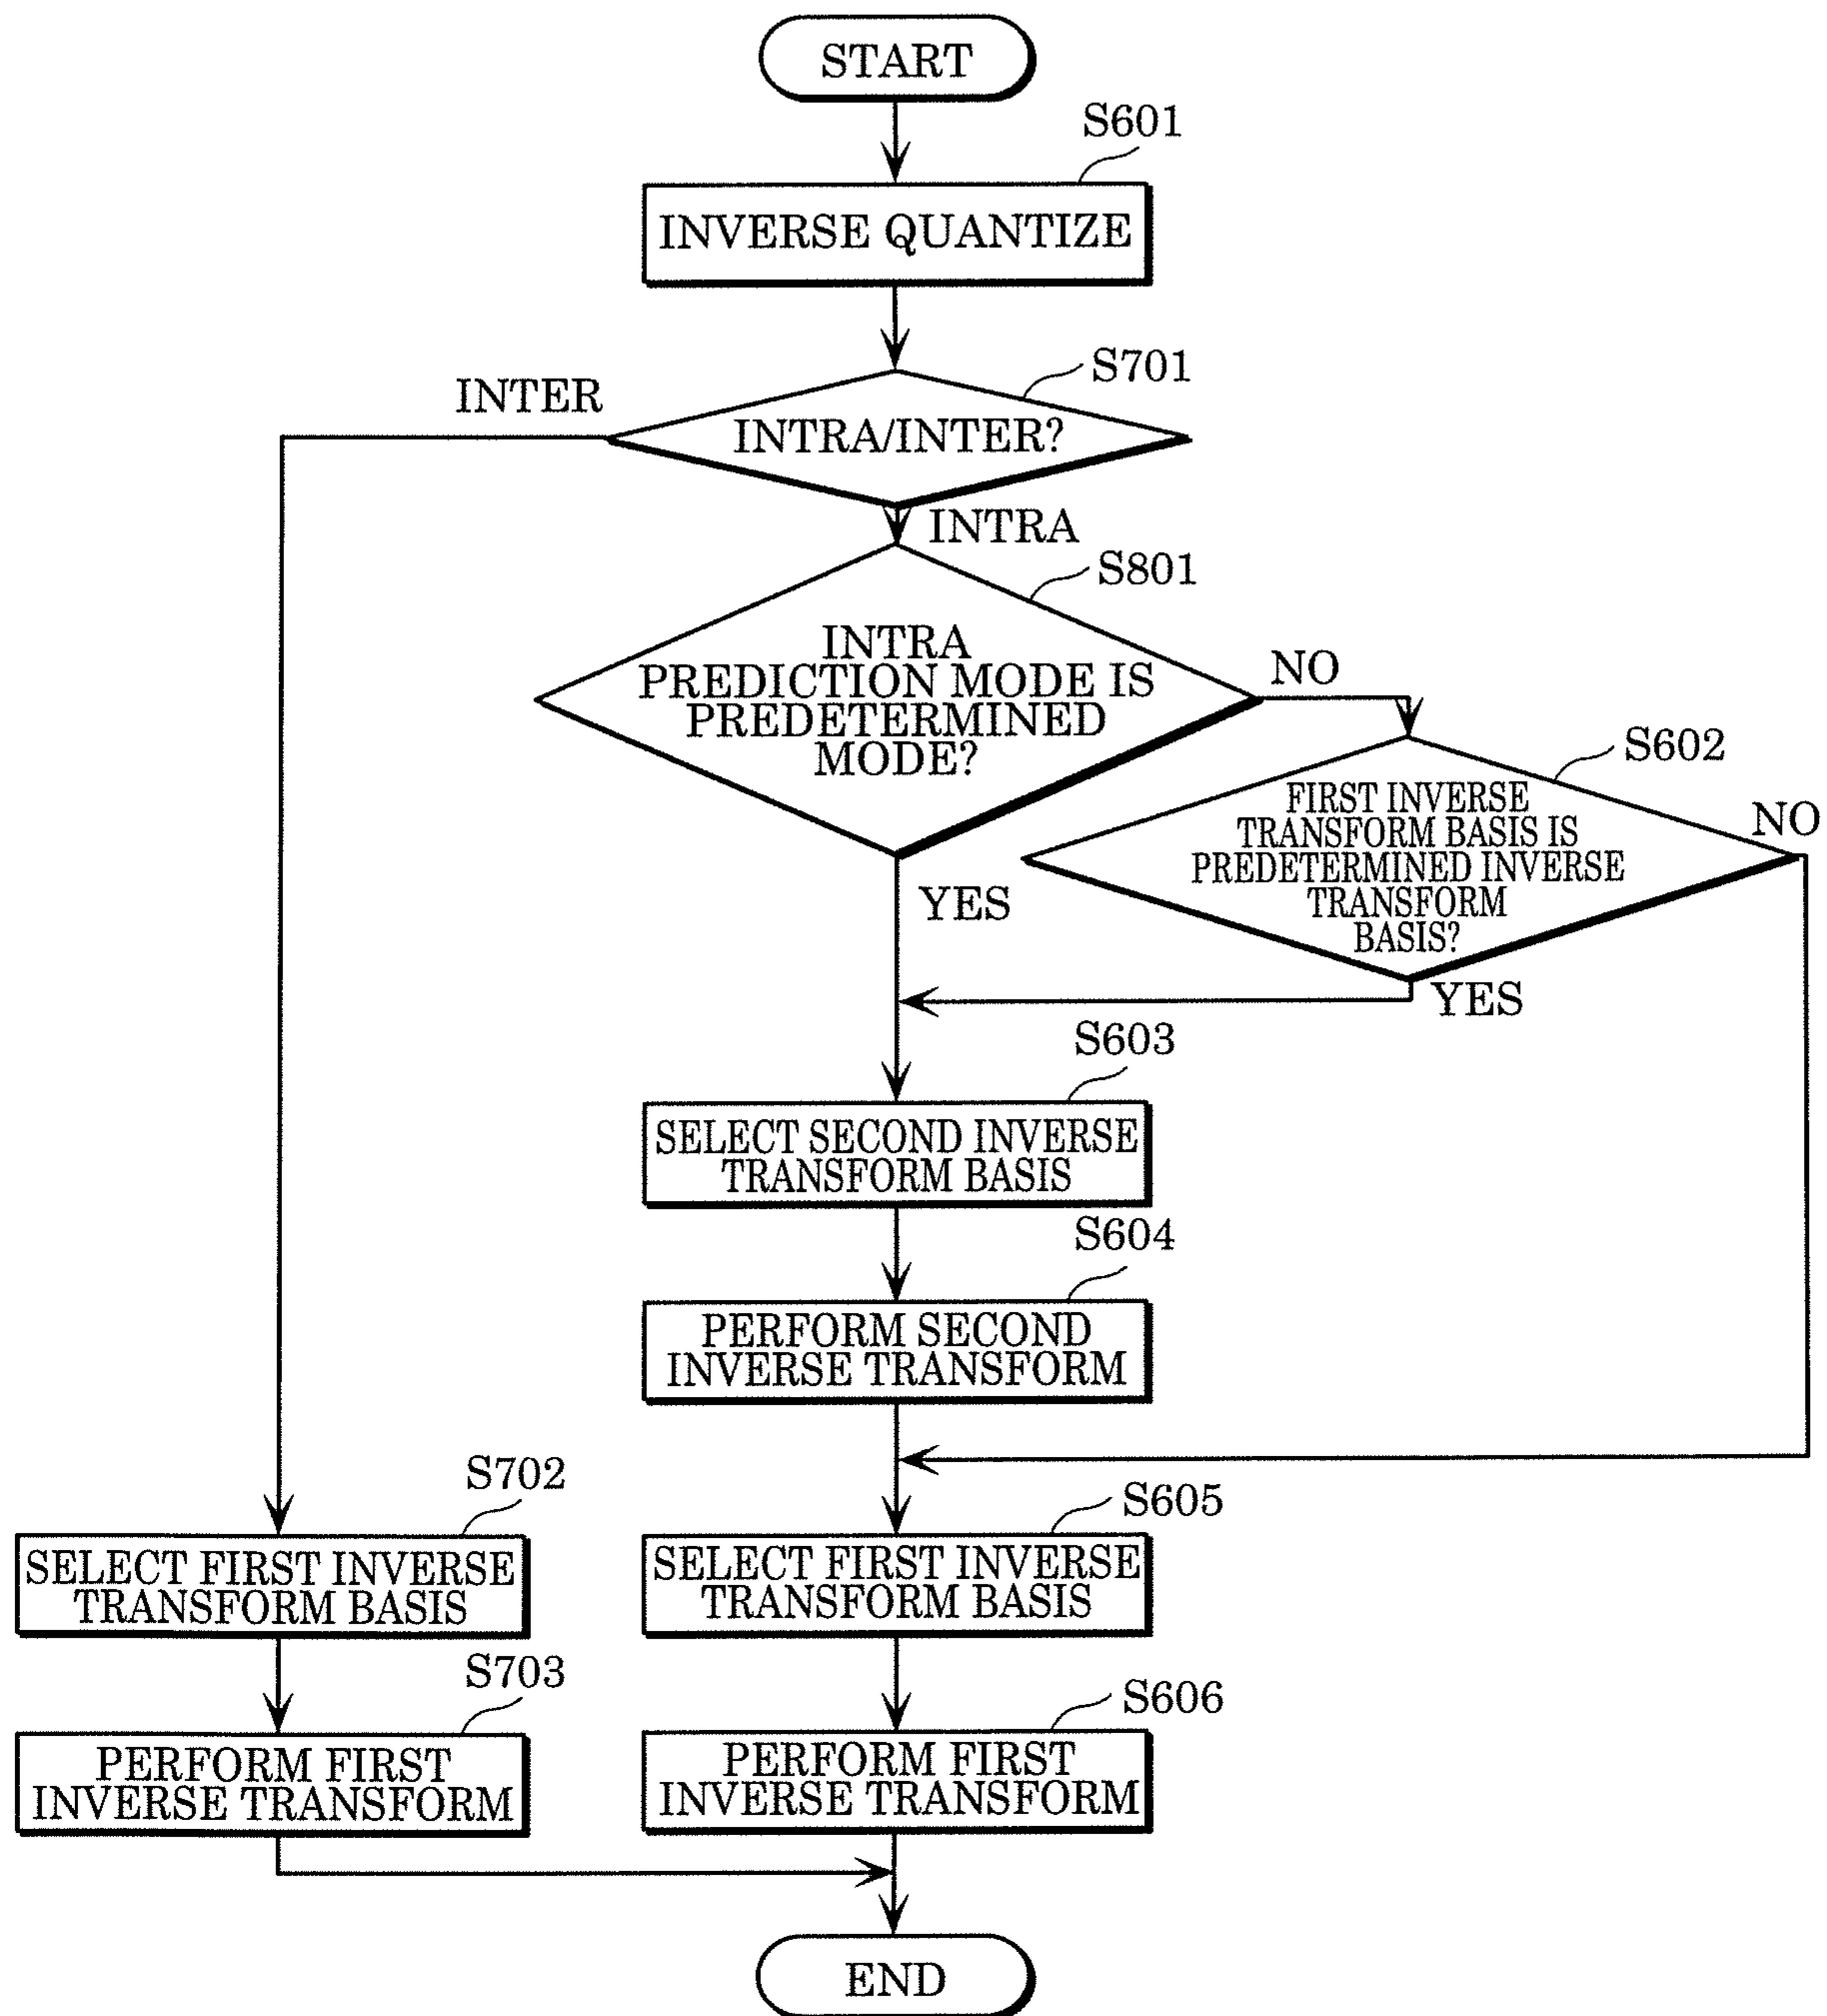 START
S601
INVERSE QUANTIZE
S701
INTER
INTRA/INTER?
INTRA
S801
INTRA
PREDICTION MODE IS
PREDETERMINED
MODE?
NO
S602
FIRST INVERSE
TRANSFORM BASIS IS
PREDETERMINED INVERSE
TRANSFORM
BASIS?
NO
YES
YES
S603
SELECT SECOND INVERSE
TRANSFORM BASIS
S604
PERFORM SECOND
INVERSE TRANSFORM
S702
SELECT FIRST INVERSE
TRANSFORM BASIS
S605
SELECT FIRST INVERSE
TRANSFORM BASIS
S703
PERFORM FIRST
INVERSE TRANSFORM
S606
PERFORM FIRST
INVERSE TRANSFORM
END